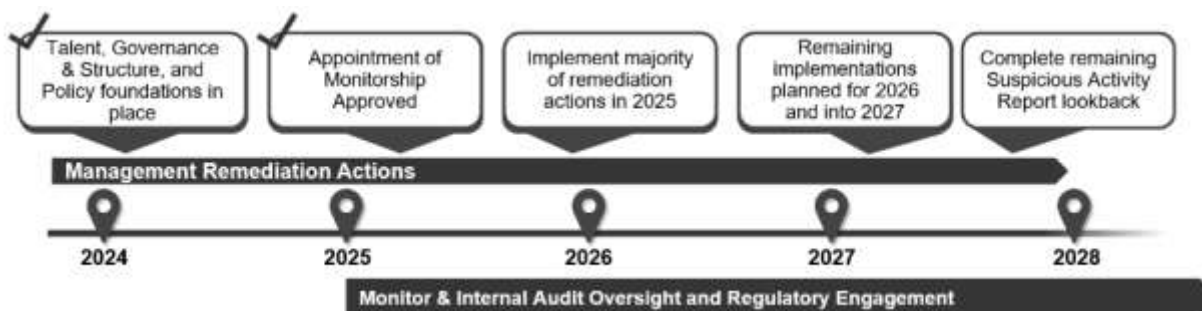 Talent, Governance
& Structure, and
Policy foundations in
place
Appointment of
Monitorship
Approved
Implement majority
of remediation
actions in 2025
Remaining
implementations
planned for 2026
and into 2027
Complete remaining
Suspicious Activity
Report lookback
Management Remediation Actions
2024
2025
2026
2027
2028
Monitor & Internal Audit Oversight and Regulatory Engagement